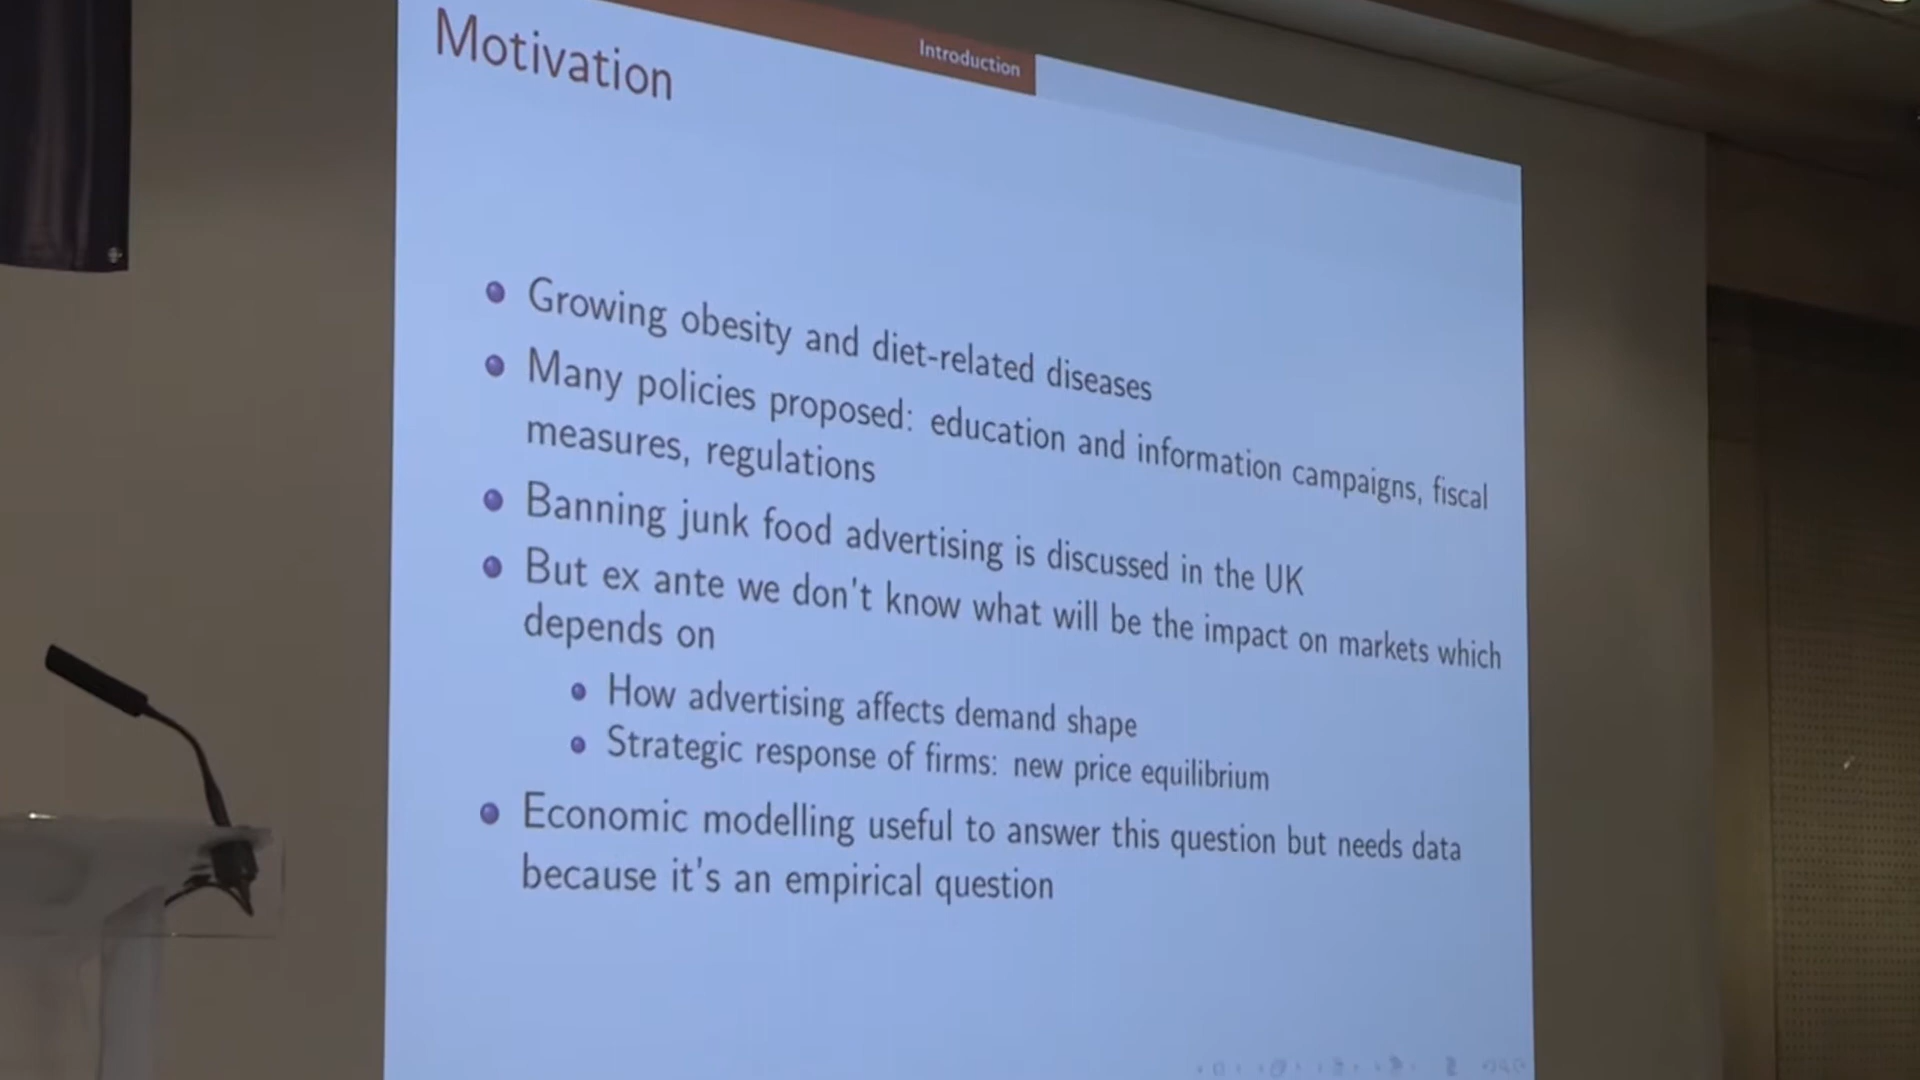 Introduction
Motivation
Growing obesity and diet-related diseases
Many policies proposed: education and information campaigns, fiscal
measures, regulations
Banning junk food advertising is discussed in the UK
But ex ante we don't know what will be the impact on markets which
depends on
How advertising affects demand shape
Strategic response of firms: new price equilibrium
Economic modelling useful to answer this question but needs data
because it's an empirical question